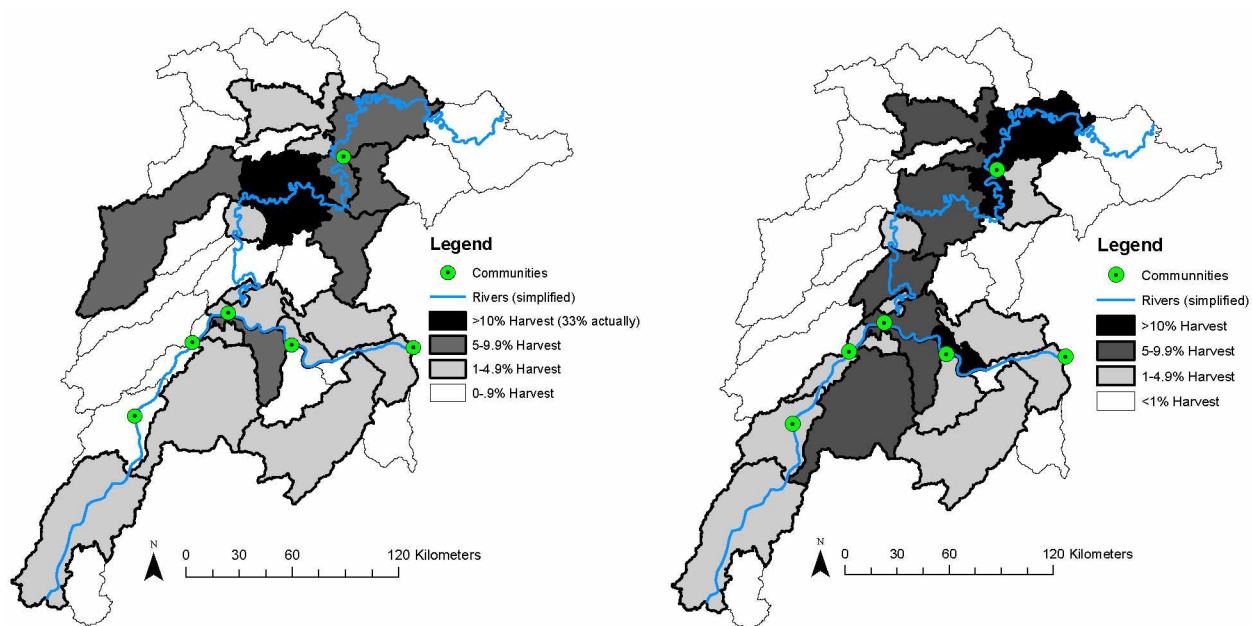 Legend
Communities
Rivers (simplified)
>10% Harvest (33% actually)
5-9.9% Harvest
1-4.9% Harvest
0-.9% Harvest
N
0 30 60 120 Kilometers
Legend
Communnities
Rivers (simplified)
>10% Harvest
5-9.9% Harvest
1-4.9% Harvest
<1% Harvest
N
0 30 60 120 Kilometers